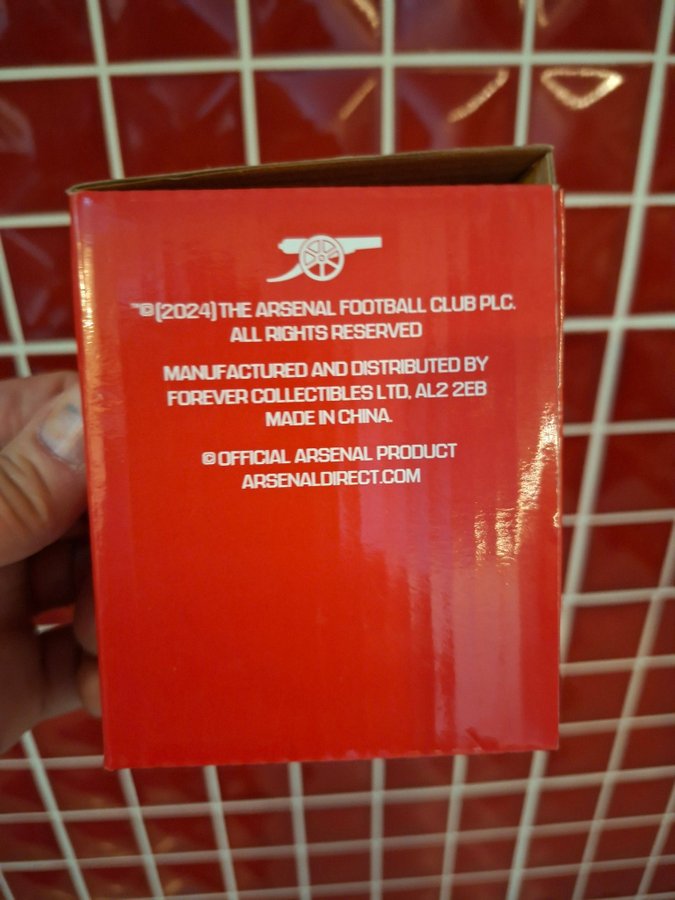 ™©(2024) THE ARSENAL FOOTBALL CLUB PLC.
ALL RIGHTS RESERVED
MANUFACTURED AND DISTRIBUTED BY
FOREVER COLLECTIBLES LTD, AL2 2EB
MADE IN CHINA.
© OFFICIAL ARSENAL PRODUCT
ARSENALDIRECT.COM